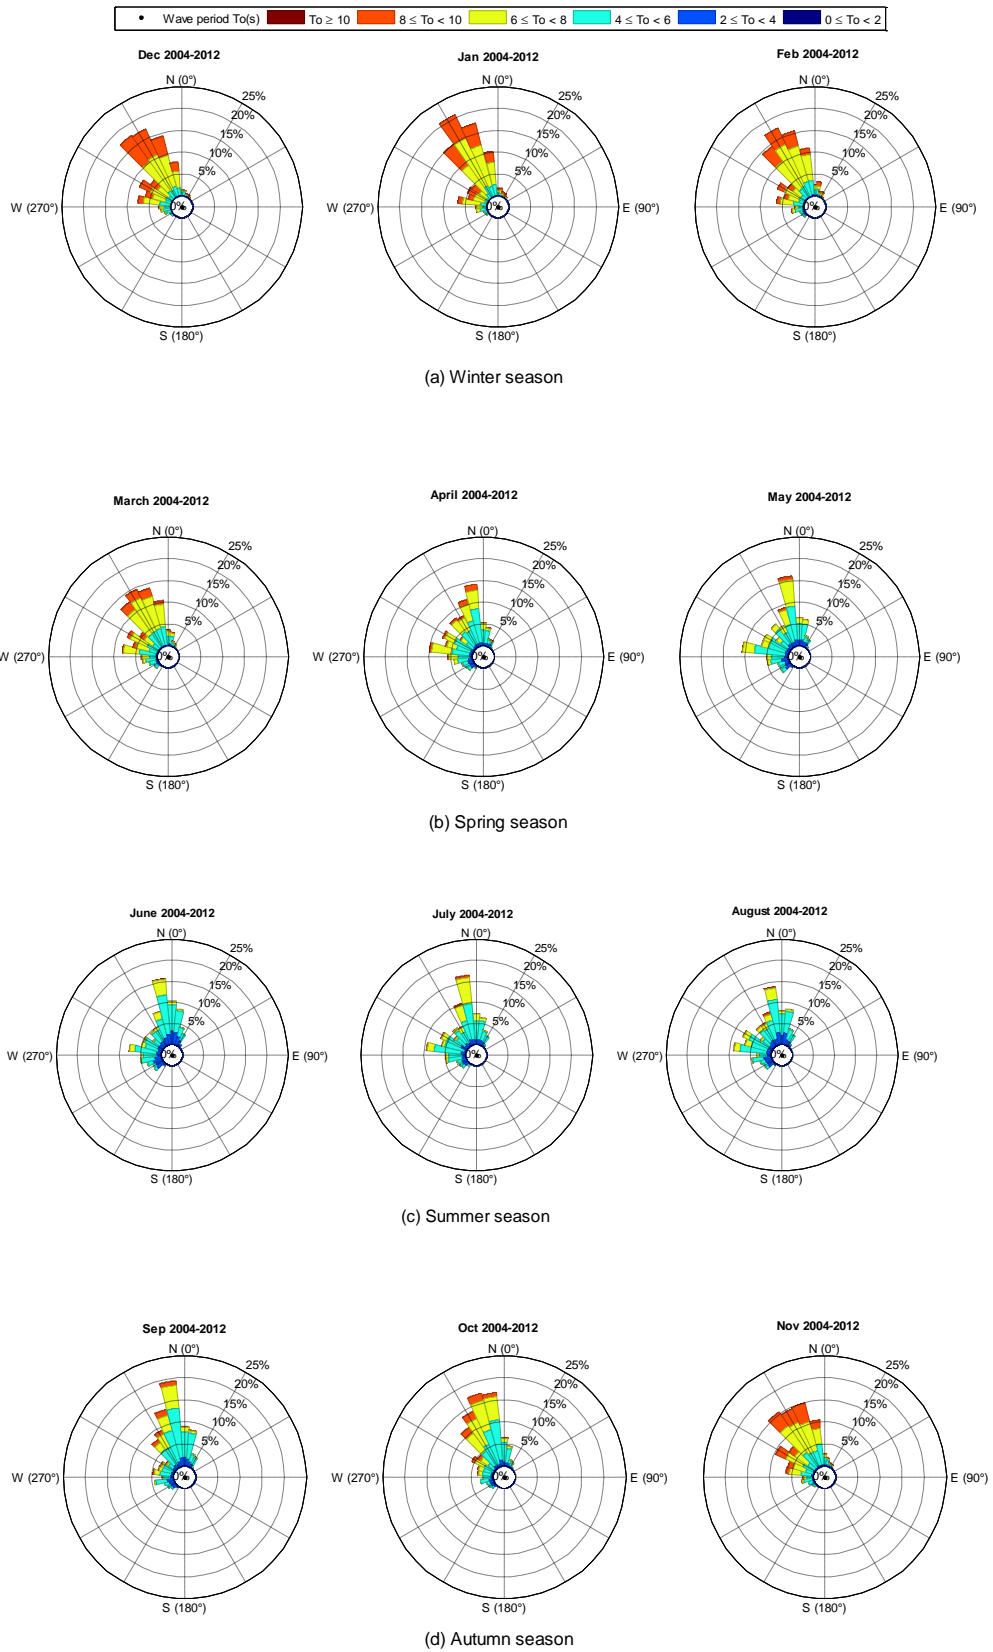 Wave period To(s) To ≥ 10 8 ≤ To < 10 6 ≤ To < 8 4 ≤ To < 6 2 ≤ To < 4 0 ≤ To < 2
Dec 2004-2012 Jan 2004-2012 Feb 2004-2012
N (0°) N (0°) N (0°)
25% 25% 25%
20% 20% 20%
15% 15% 15%
10% 10% 10%
5% 5% 5%
W (270°) 0% W (270°) 0% E (90°) W (270°) 0% E (90°)
S (180°) S (180°) S (180°)
(a) Winter season
March 2004-2012 April 2004-2012 May 2004-2012
N (0°) N (0°) N (0°)
25% 25% 25%
20% 20% 20%
15% 15% 15%
10% 10% 10%
5% 5% 5%
W (270°) 0% W (270°) 0% E (90°) W (270°) 0% E (90°)
S (180°) S (180°) S (180°)
(b) Spring season
June 2004-2012 July 2004-2012 August 2004-2012
N (0°) N (0°) N (0°)
25% 25% 25%
20% 20% 20%
15% 15% 15%
10% 10% 10%
5% 5% 5%
W (270°) 0% E (90°) 0% W (270°) 0% E (90°)
S (180°) S (180°) S (180°)
(c) Summer season
Sep 2004-2012 Oct 2004-2012 Nov 2004-2012
N (0°) N (0°) N (0°)
25% 25% 25%
20% 20% 20%
15% 15% 15%
10% 10% 10%
5% 5% 5%
W (270°) 0% W (270°) 0% E (90°) W (270°) 0% E (90°)
S (180°) S (180°) S (180°)
(d) Autumn season